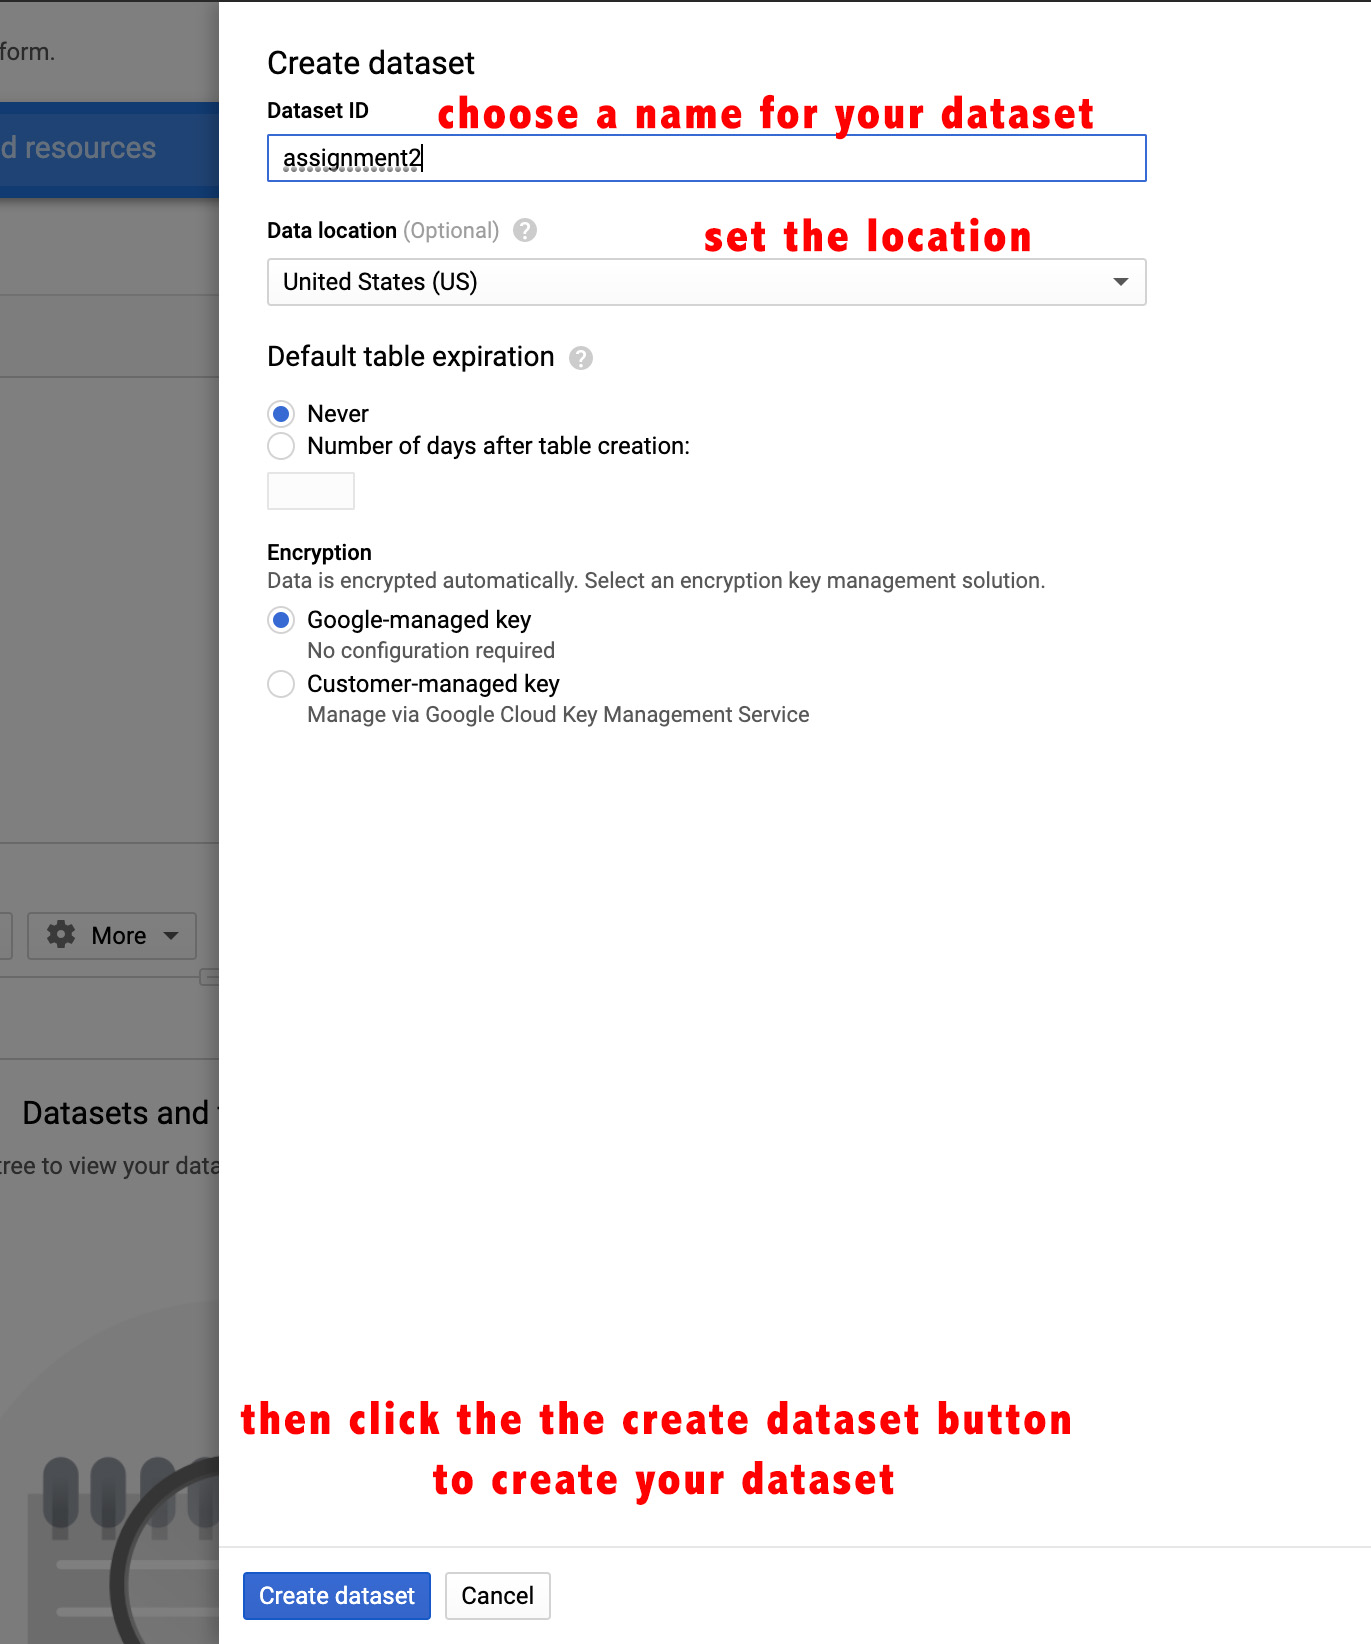 form.
d resources
Create dataset
Dataset ID
choose a name for your dataset
assignment2
Data location (Optional) ?
set the location
United States (US)
Default table expiration ?
Never
Number of days after table creation:
Encryption
Data is encrypted automatically. Select an encryption key management solution.
Google-managed key
No configuration required
Customer-managed key
Manage via Google Cloud Key Management Service
More
Datasets and
tree to view your data
then click the the create dataset button
to create your dataset
Create dataset
Cancel